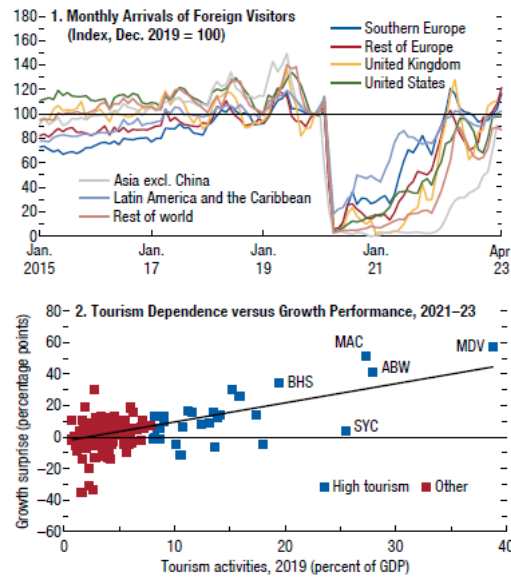 1. Monthly Arrivals of Foreign Visitors
(Index, Dec. 2019 = 100)
180
160
140
120
100
80
60
40
20
0
Southern Europe
Rest of Europe
United Kingdom
United States
Asia excl. China
Latin America and the Caribbean
Rest of world
Jan. 2015
Jan. 17
Jan. 19
Jan. 21
Apr 23
2. Tourism Dependence versus Growth Performance, 2021–23
Growth surprise (percentage points)
80
60
40
20
0
–20
–40
–60
MAC
MDV
ABW
BHS
SYC
High tourism
Other
0
10
20
30
40
Tourism activities, 2019 (percent of GDP)